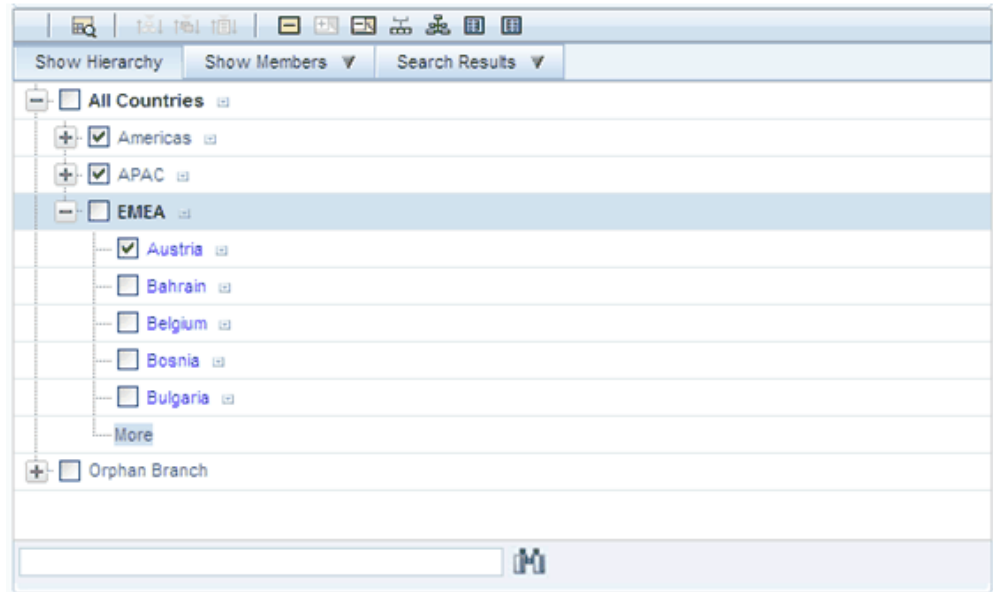 Show Hierarchy Show Members Search Results
All Countries
Americas
APAC
EMEA
Austria
Bahrain
Belgium
Bosnia
Bulgaria
More
Orphan Branch